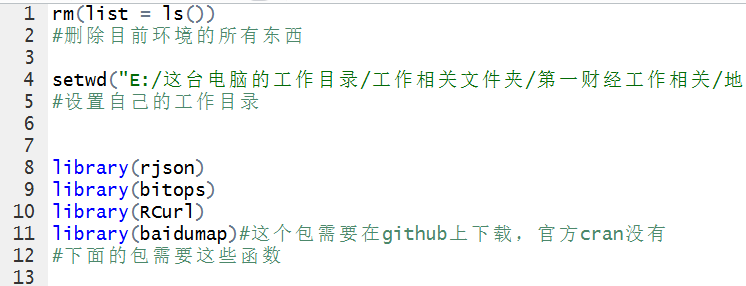 1 rm(list = ls())
2 #删除目前环境的所有东西
3
4 setwd("E:/这台电脑的工作目录/工作相关文件夹/第一财经工作相关/地
5 #设置自己的工作目录
6
7
8 library(rjson)
9 library(bitops)
10 library(RCurl)
11 library(baidumap)#这个包需要在github上下载，官方cran没有
12 #下面的包需要这些函数
13